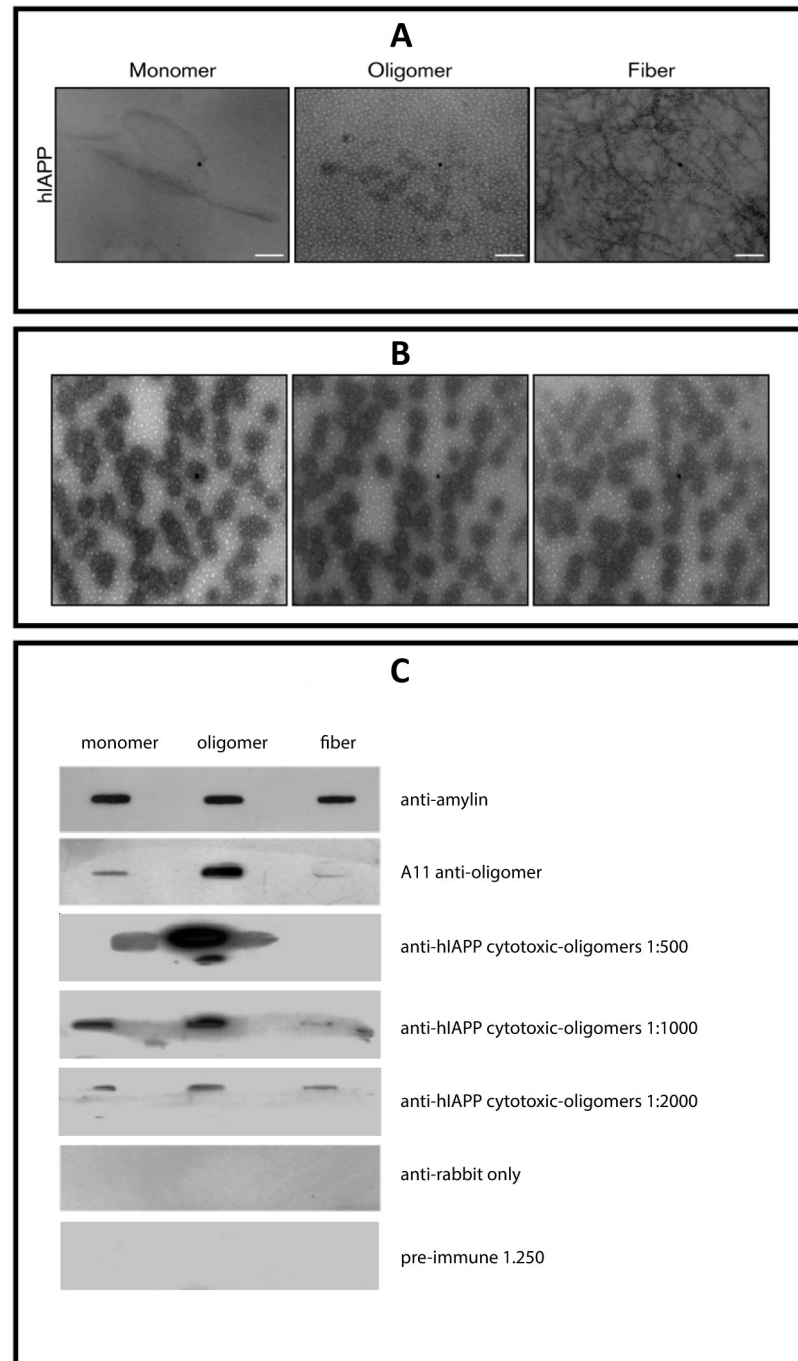 A
Monomer Oligomer Fiber
hIAPP
B
C
monomer oligomer fiber
anti-amylin
A11 anti-oligomer
anti-hIAPP cytotoxic-oligomers 1:500
anti-hIAPP cytotoxic-oligomers 1:1000
anti-hIAPP cytotoxic-oligomers 1:2000
anti-rabbit only
pre-immune 1.250